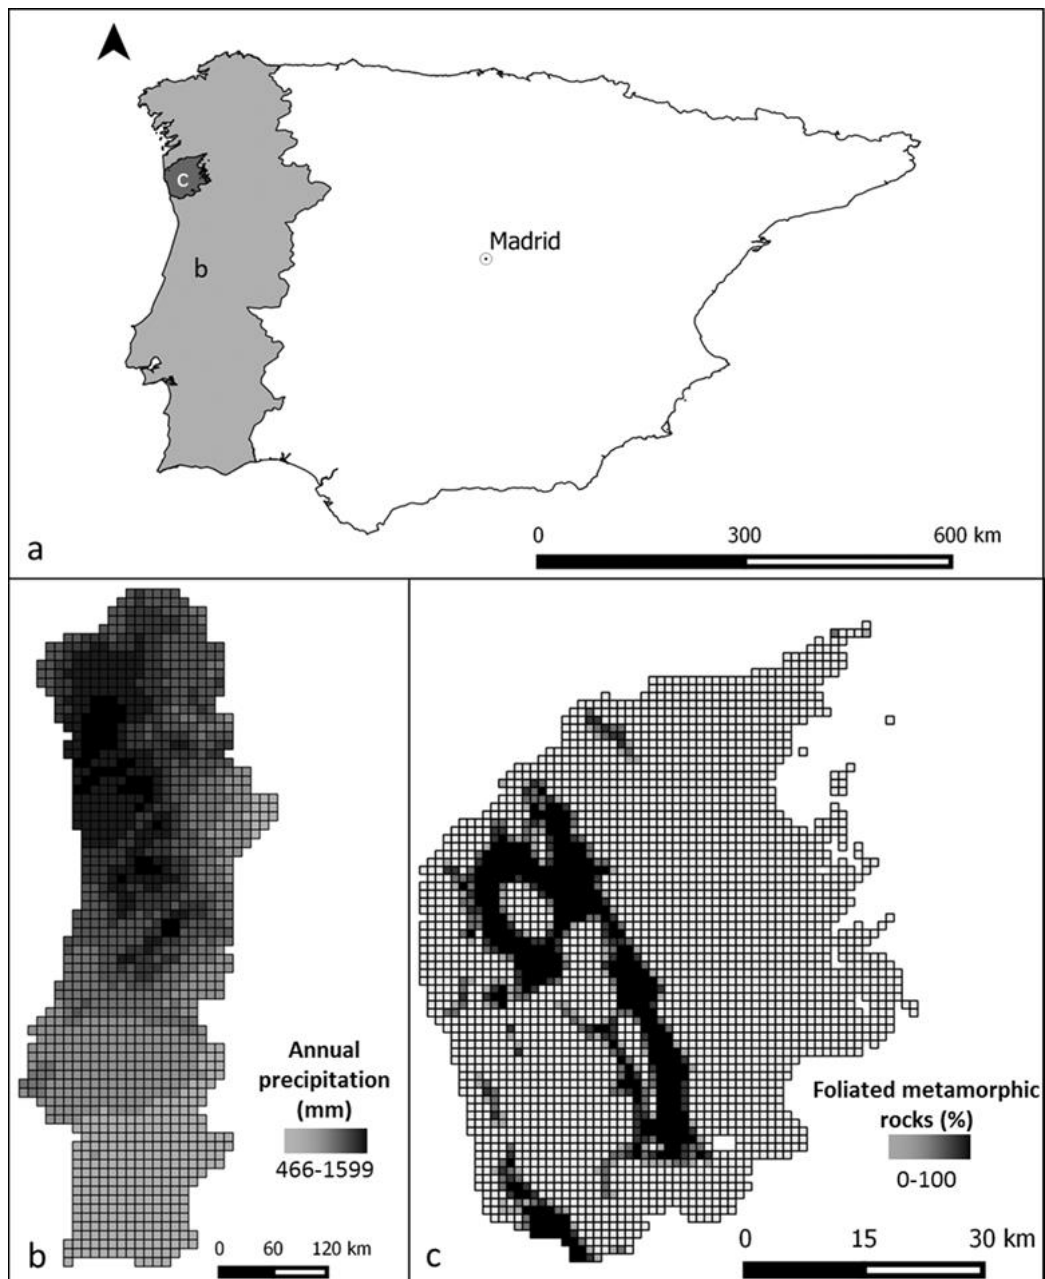 c
Madrid
b
a
0 300 600 km
Annual
precipitation
(mm)
466-1599
b
0 60 120 km
Foliated metamorphic
rocks (%)
0-100
c
0 15 30 km